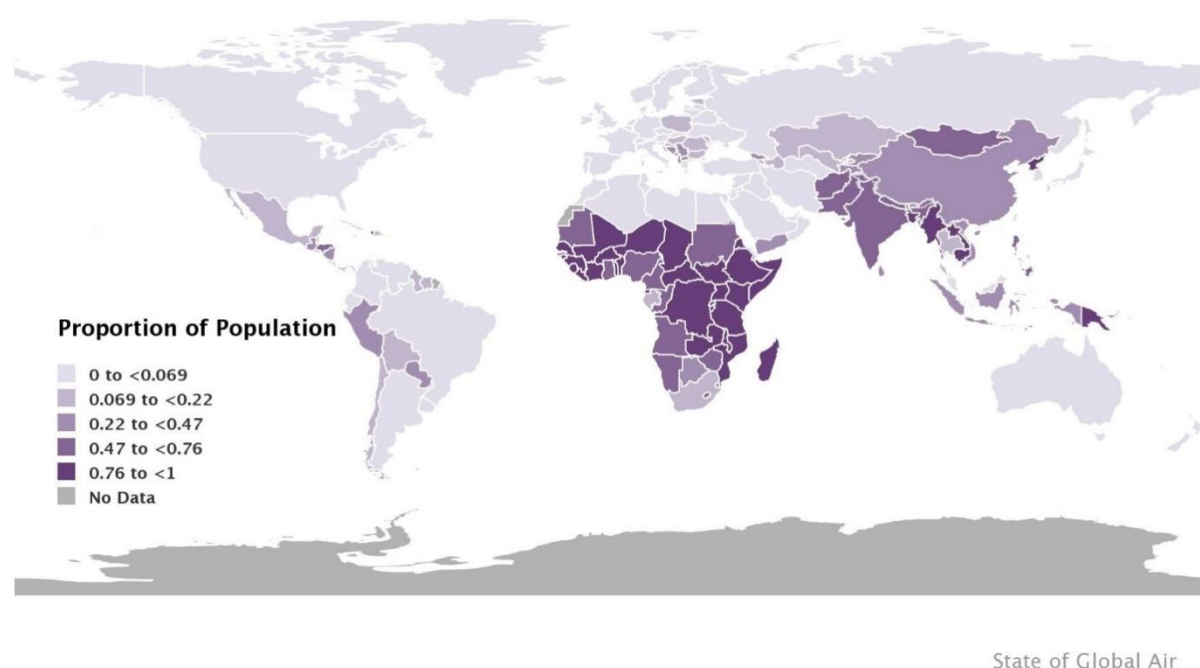 Proportion of Population
0 to <0.069
0.069 to <0.22
0.22 to <0.47
0.47 to <0.76
0.76 to <1
No Data
State of Global Air